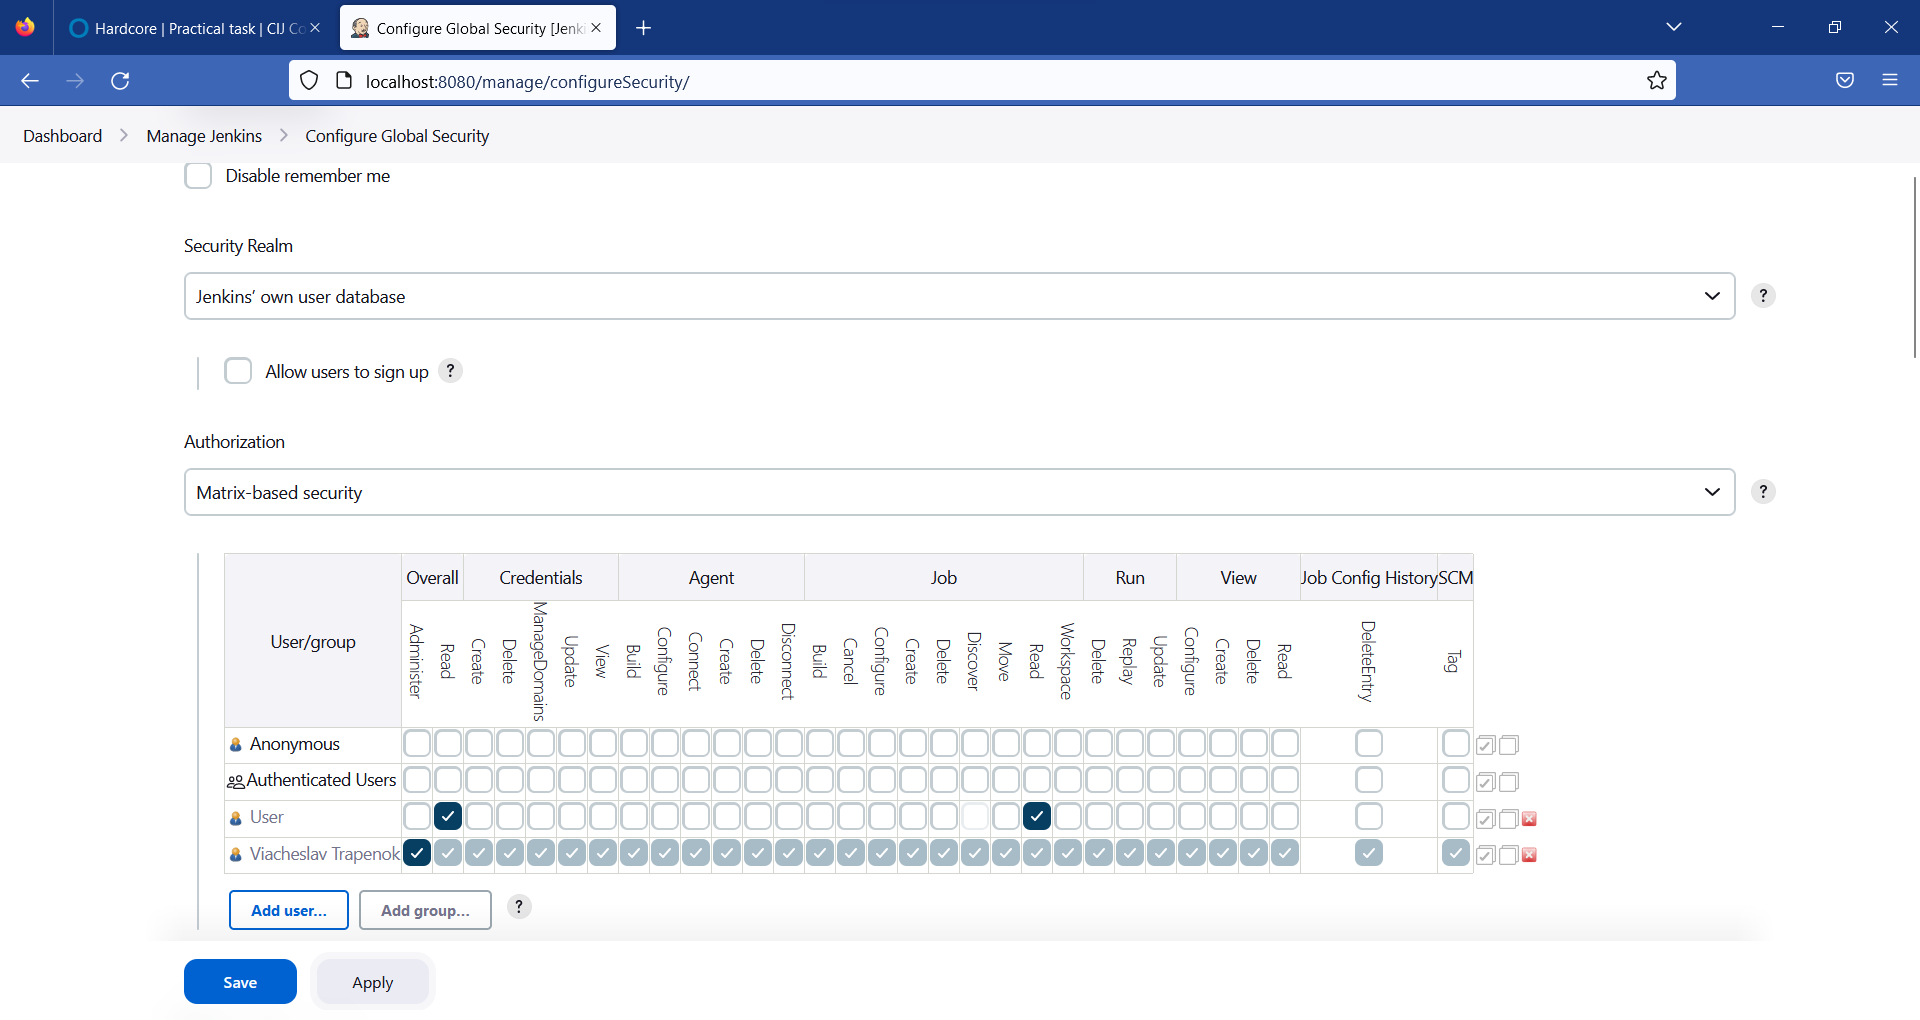 Hardcore | Practical task | CIJ Co
Configure Global Security [Jenki
localhost:8080/manage/configureSecurity/
Dashboard
Manage Jenkins
Configure Global Security
Disable remember me
Security Realm
Jenkins' own user database
?
Allow users to sign up
?
Authorization
Matrix-based security
?
User/group
Overall
Credentials
Agent
Job
Run
View
Job Config History
SCM
Administer
Read
Create
Delete
ManageDomains
Update
View
Build
Configure
Connect
Create
Delete
Disconnect
Build
Cancel
Configure
Create
Delete
Discover
Move
Read
Workspace
Delete
Replay
Update
Configure
Create
Delete
Read
DeleteEntry
Tag
Anonymous
Authenticated Users
User
Viacheslav Trapenok
Add user...
Add group...
?
Save
Apply